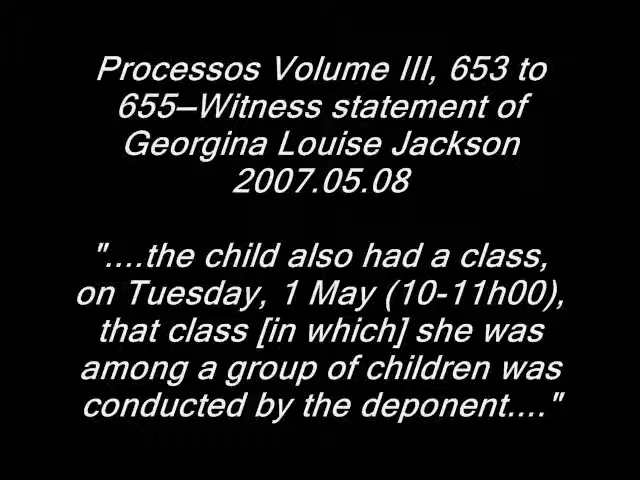 Processos Volume III, 653 to
655—Witness statement of
Georgina Louise Jackson
2007.05.08
"....the child also had a class,
on Tuesday, 1 May (10-11h00),
that class [in which] she was
among a group of children was
conducted by the deponent...."